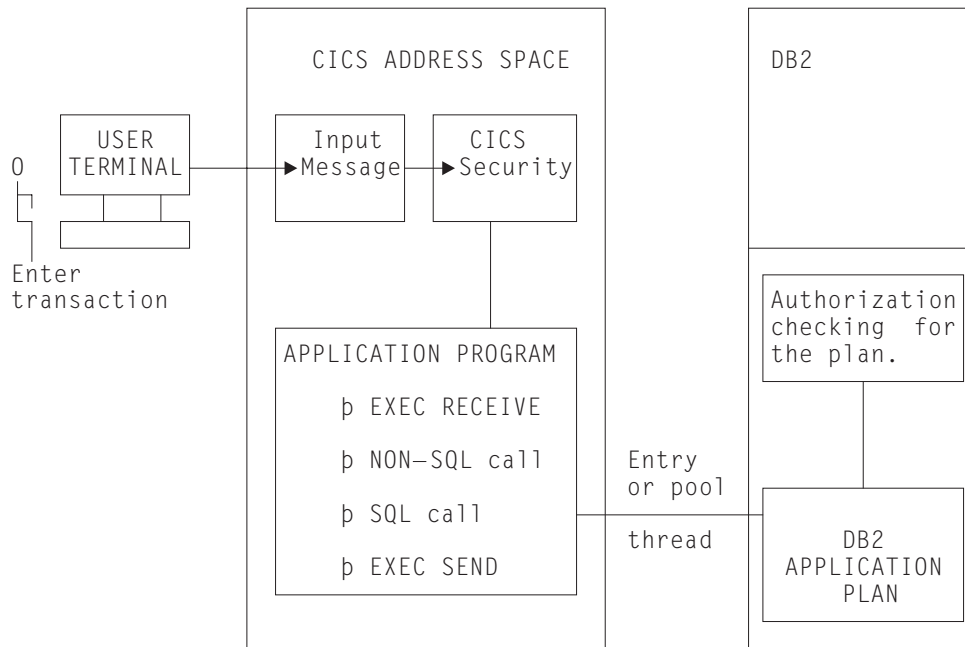 CICS ADDRESS SPACE
DB2
USER
TERMINAL
Input
Message
CICS
Security
O
Enter
transaction
Authorization
checking for
the plan.
APPLICATION PROGRAM
þ EXEC RECEIVE
þ NON–SQL call
þ SQL call
þ EXEC SEND
Entry
or pool
thread
DB2
APPLICATION
PLAN